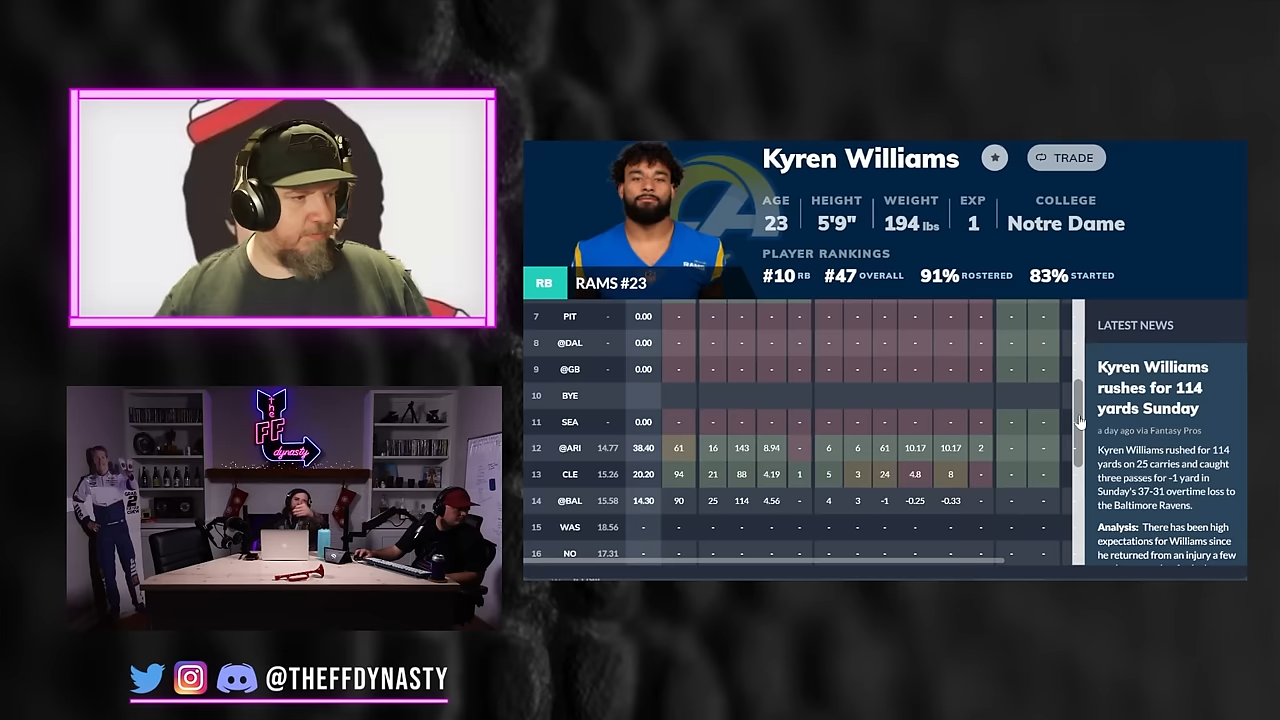 the
FF
dynasty
@THEFFDYNASTY
Kyren Williams
TRADE
AGE HEIGHT WEIGHT EXP COLLEGE
23 5'9" 194 lbs 1 Notre Dame
PLAYER RANKINGS
#10 RB #47 OVERALL 91% ROSTERED 83% STARTED
RB RAMS #23
7 PIT - 0.00 - - - - - - - - - - - - -
8 @DAL - 0.00 - - - - - - - - - - - - -
9 @GB - 0.00 - - - - - - - - - - - - -
10 BYE
11 SEA - 0.00 - - - - - - - - - - - - -
12 @ARI 14.77 38.40 61 16 143 8.94 - 6 6 61 10.17 10.17 2 - -
13 CLE 15.26 20.20 94 21 88 4.19 1 5 3 24 4.8 8 - - -
14 @BAL 15.58 14.30 90 25 114 4.56 - 4 3 -1 -0.25 -0.33 - - -
15 WAS 18.56 - - - - - - - - - - - - - -
16 NO 17.31 - - - - - - - - - - - - - -
LATEST NEWS
Kyren Williams
rushes for 114
yards Sunday
a day ago via Fantasy Pros
Kyren Williams rushed for 114
yards on 25 carries and caught
three passes for -1 yard in
Sunday's 37-31 overtime loss to
the Baltimore Ravens.
Analysis: There has been high
expectations for Williams since
he returned from an injury a few